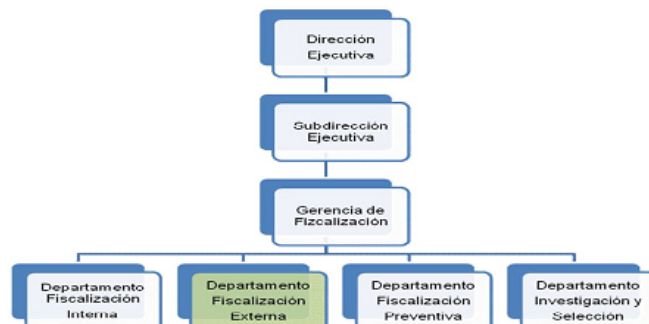 Dirección
Ejecutiva
Subdirección
Ejecutiva
Gerencia de
Fizcalización
Departamento
Fiscalización
Interna
Departamento
Fiscalización
Externa
Departamento
Fiscalización
Preventiva
Departamento
Investigación y
Selección